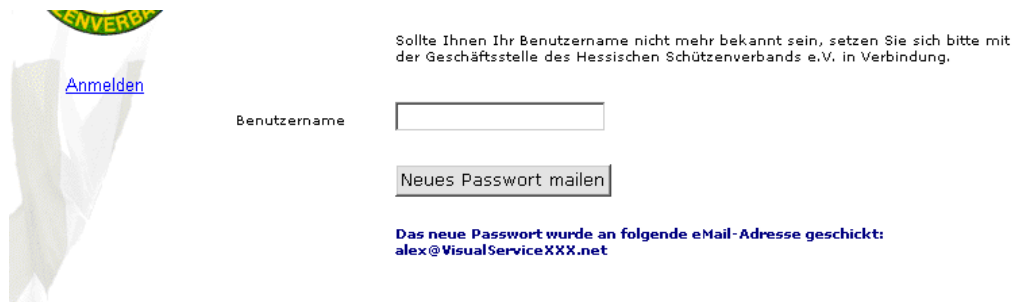 ENVERBA
Sollte Ihnen Ihr Benutzername nicht mehr bekannt sein, setzen Sie sich bitte mit
der Geschäftsstelle des Hessischen Schützenverbands e.V. in Verbindung.
Anmelden
Benutzername
Neues Passwort mailen
Das neue Passwort wurde an folgende eMail-Adresse geschickt:
alex@VisualServiceXXX.net